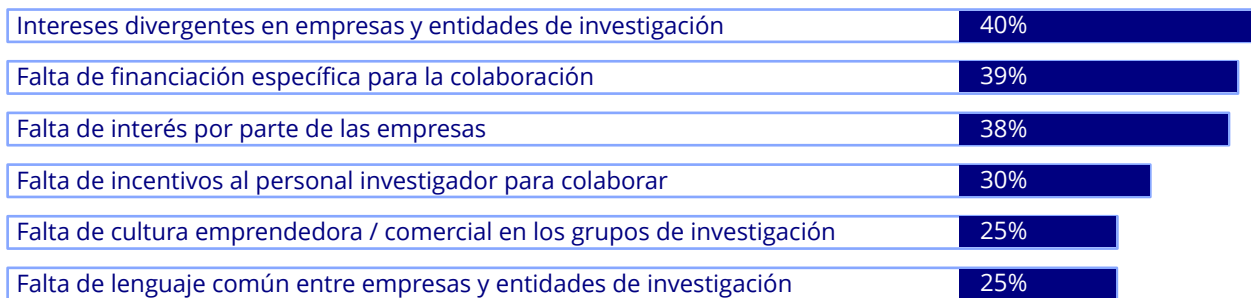 Intereses divergentes en empresas y entidades de investigación 40%
Falta de financiación específica para la colaboración 39%
Falta de interés por parte de las empresas 38%
Falta de incentivos al personal investigador para colaborar 30%
Falta de cultura emprendedora / comercial en los grupos de investigación 25%
Falta de lenguaje común entre empresas y entidades de investigación 25%